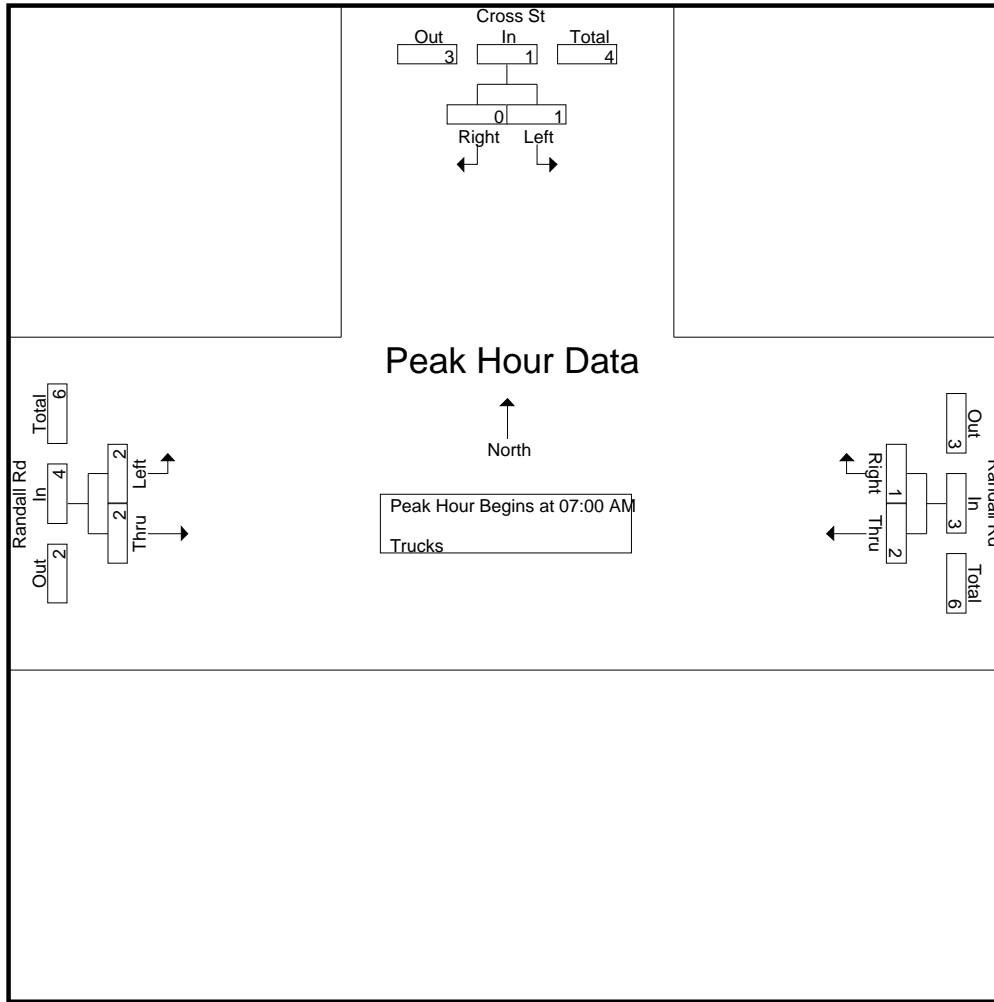 Cross St
Out In Total
3 1 4
0 1
Right Left
Peak Hour Data
North
Peak Hour Begins at 07:00 AM
Trucks
Randall Rd
Out In Total
2 4 6
Thru Left
2 2
Randall Rd
Out In Total
3 3 6
Right Thru
1 2